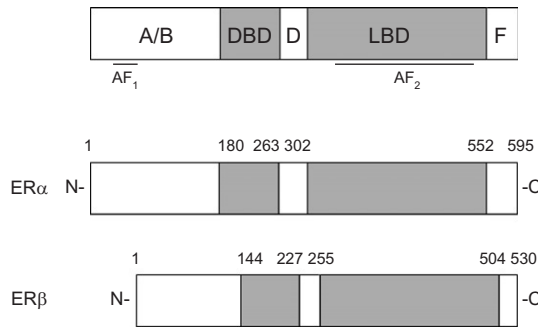 A/B DBD D LBD F
AF1 AF2
1 180 263 302 552 595
ERα N- -C
1 144 227 255 504 530
ERβ N- -C